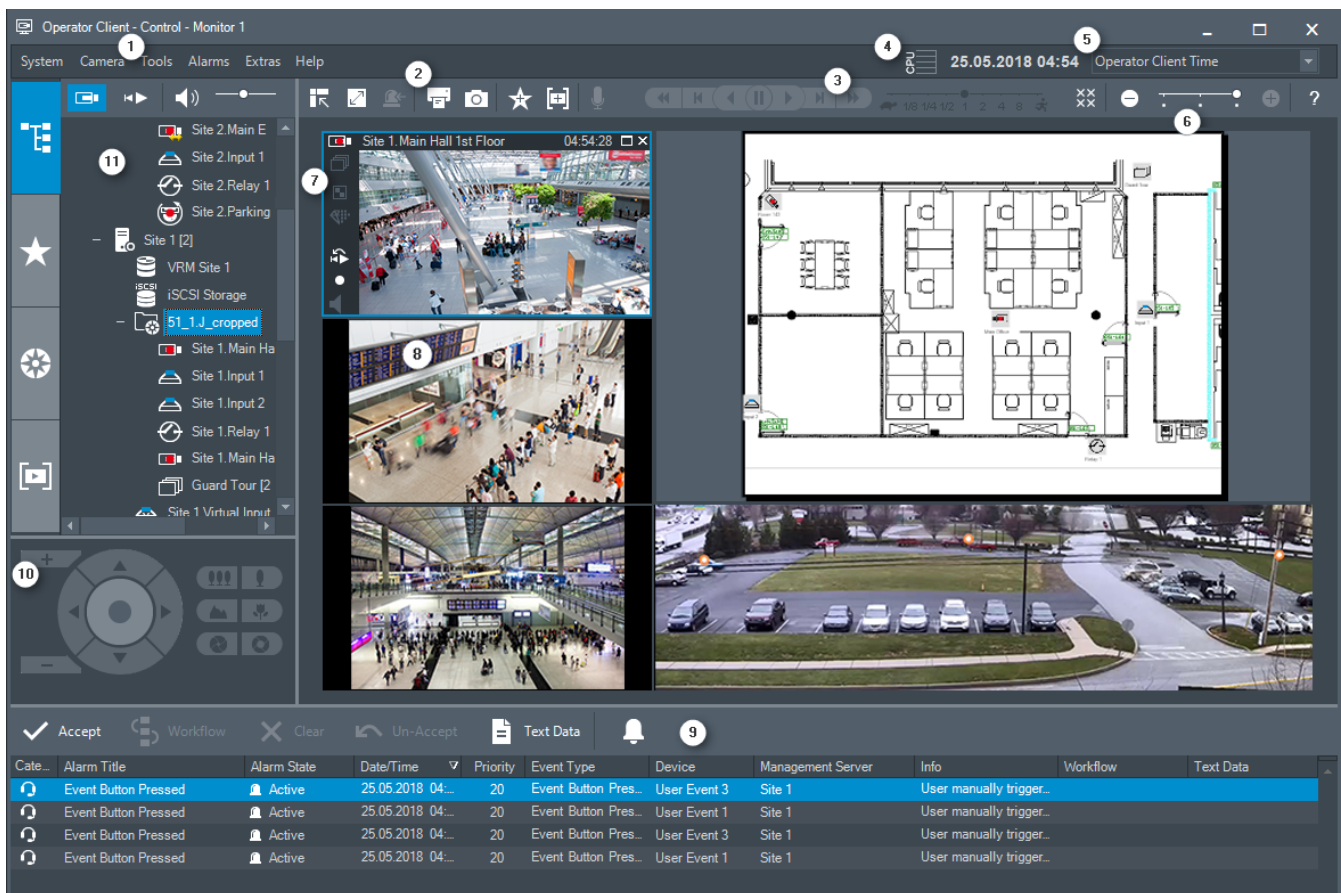 Operator Client - Control - Monitor 1
1
System Camera Tools Alarms Extras Help
4
CPU
25.05.2018 04:54
5
Operator Client Time
2
3
1/8 1/4 1/2 1 2 4 8
6
?
11
Site 2.Main E
Site 2.Input 1
Site 2.Relay 1
Site 2.Parking
Site 1 [2]
VRM Site 1
iSCSI
iSCSI Storage
51_1.J_cropped
Site 1.Main Ha
Site 1.Input 1
Site 1.Input 2
Site 1.Relay 1
Site 1.Main Ha
Guard Tour [2
Site 1.Virtual Input
7
Site 1.Main Hall 1st Floor 04:54:28
8
Guard Tour
Main Office
Input 1
Input 2
Relay 1
10
Accept Workflow Clear Un-Accept Text Data
9
Cate... Alarm Title Alarm State Date/Time Priority Event Type Device Management Server Info Workflow Text Data
Event Button Pressed Active 25.05.2018 04:... 20 Event Button Pres... User Event 3 Site 1 User manually trigger...
Event Button Pressed Active 25.05.2018 04:... 20 Event Button Pres... User Event 1 Site 1 User manually trigger...
Event Button Pressed Active 25.05.2018 04:... 20 Event Button Pres... User Event 3 Site 1 User manually trigger...
Event Button Pressed Active 25.05.2018 04:... 20 Event Button Pres... User Event 1 Site 1 User manually trigger...